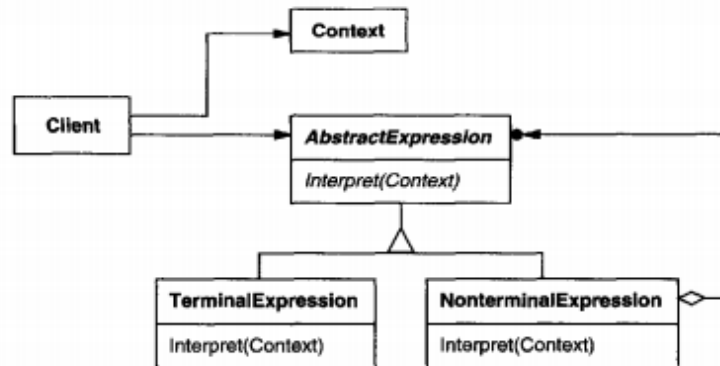 Context
Client
AbstractExpression
Interpret(Context)
TerminalExpression
Interpret(Context)
NonterminalExpression
Interpret(Context)